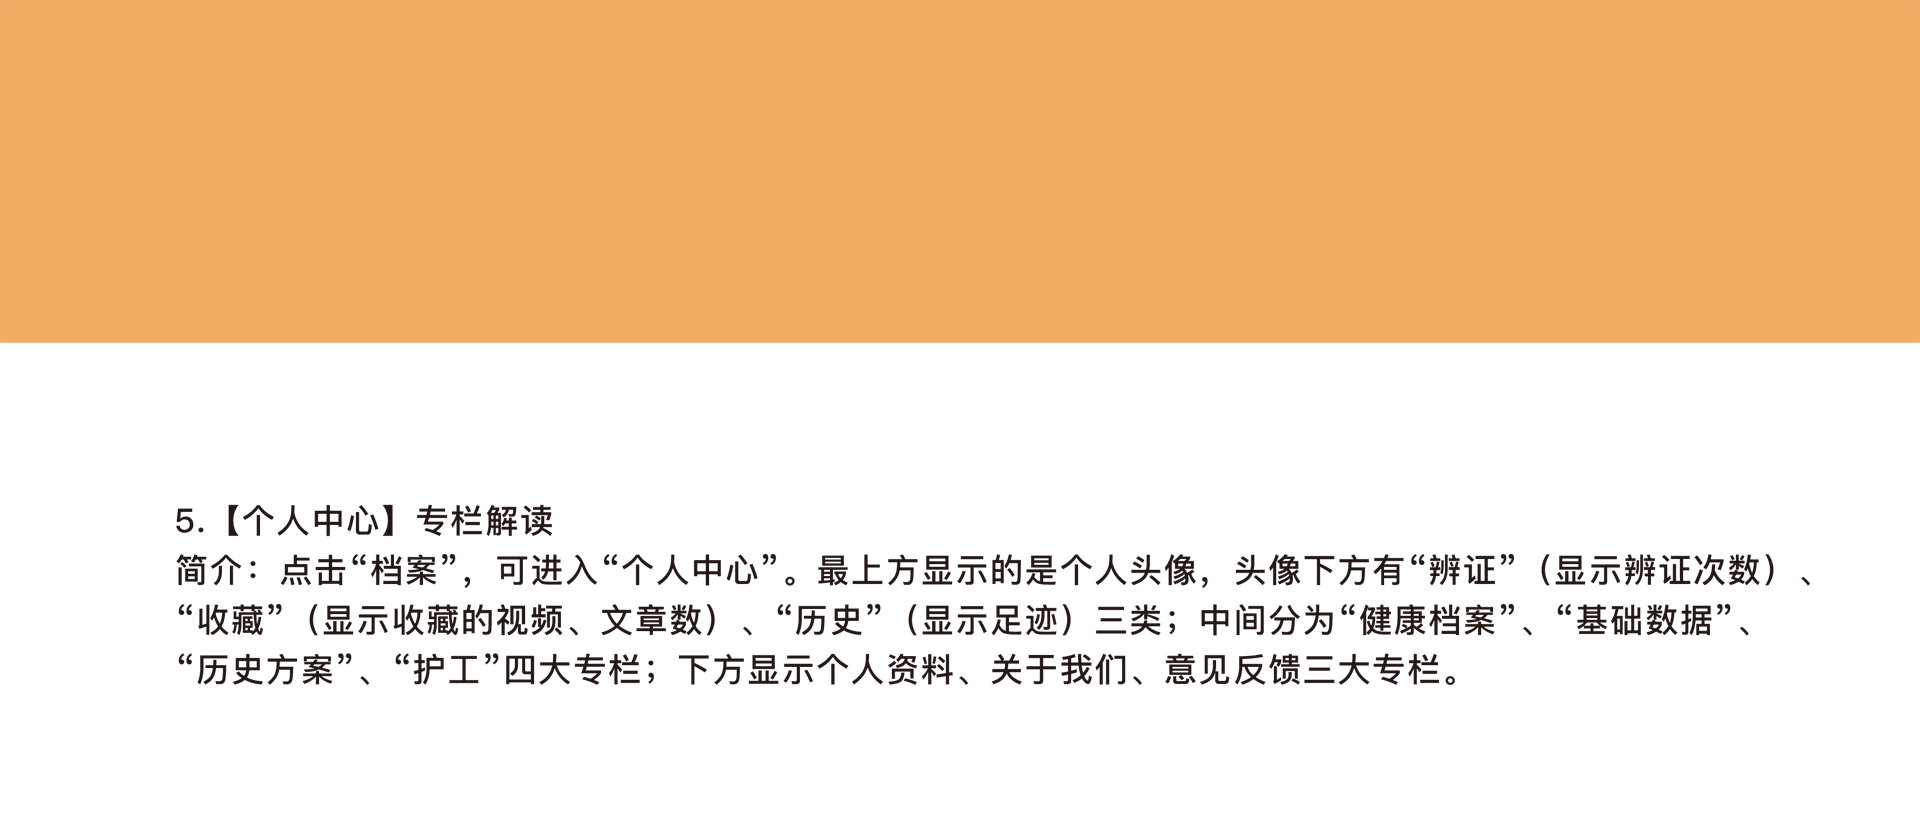 5.【个人中心】专栏解读
简介：点击“档案”，可进入“个人中心”。最上方显示的是个人头像，头像下方有“辨证”（显示辨证次数）、
“收藏”（显示收藏的视频、文章数）、“历史”（显示足迹）三类；中间分为“健康档案”、“基础数据”、
“历史方案”、“护工”四大专栏；下方显示个人资料、关于我们、意见反馈三大专栏。